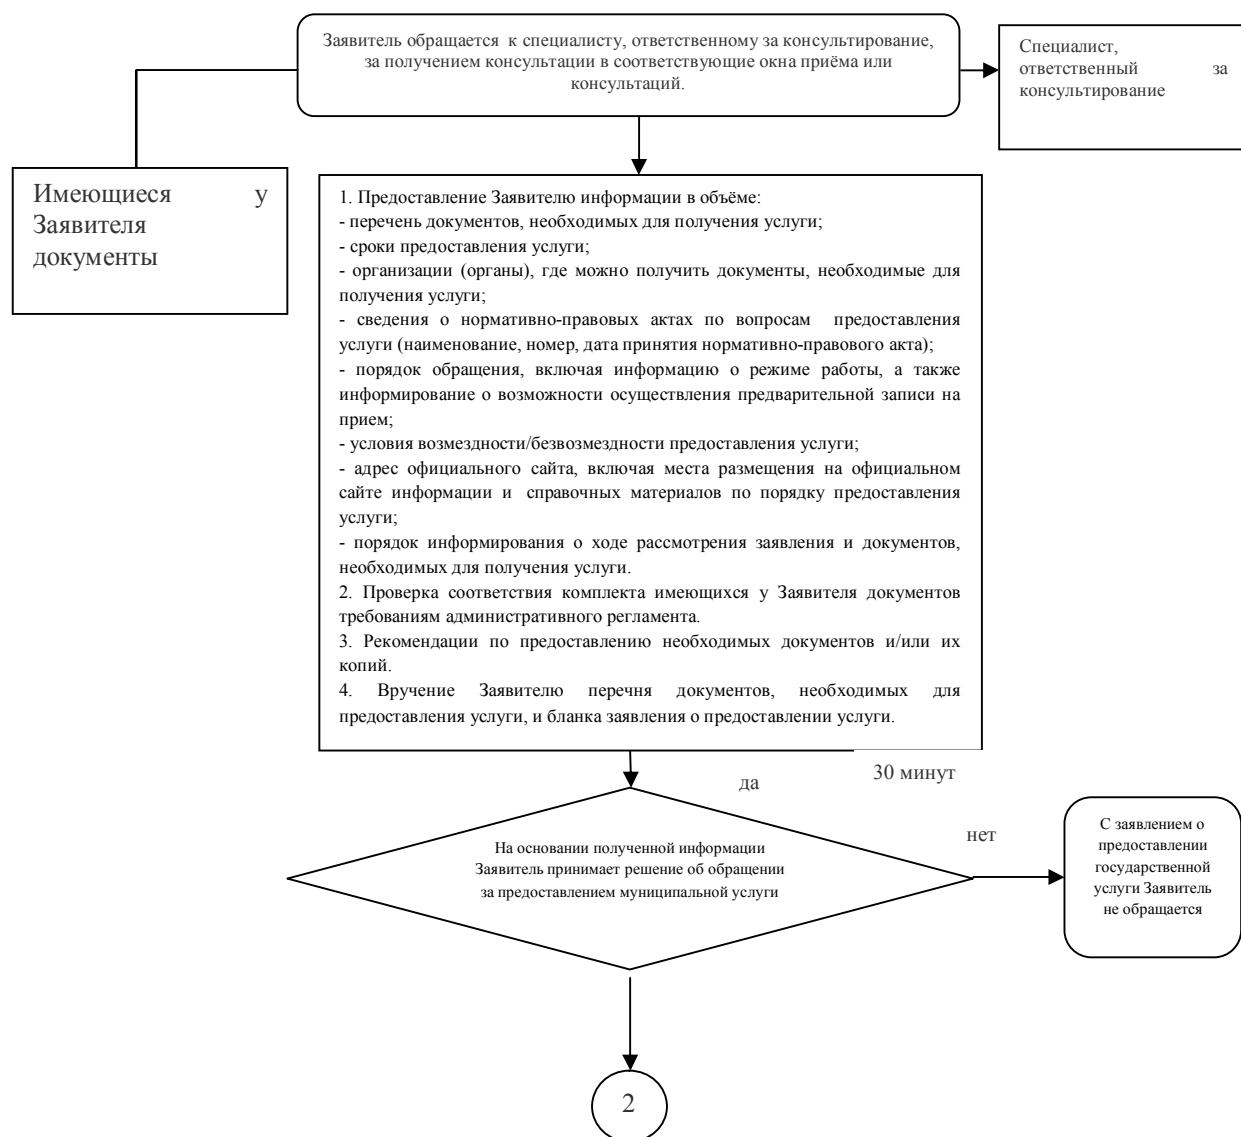 Заявитель обращается к специалисту, ответственному за консультирование,
за получением консультации в соответствующие окна приёма или
консультаций.
Специалист,
ответственный за
консультирование
Имеющиеся у
Заявителя
документы
1. Предоставление Заявителю информации в объёме:
- перечень документов, необходимых для получения услуги;
- сроки предоставления услуги;
- организации (органы), где можно получить документы, необходимые для
получения услуги;
- сведения о нормативно-правовых актах по вопросам предоставления
услуги (наименование, номер, дата принятия нормативно-правового акта);
- порядок обращения, включая информацию о режиме работы, а также
информирование о возможности осуществления предварительной записи на
прием;
- условия возмездности/безвозмездности предоставления услуги;
- адрес официального сайта, включая места размещения на официальном
сайте информации и справочных материалов по порядку предоставления
услуги;
- порядок информирования о ходе рассмотрения заявления и документов,
необходимых для получения услуги.
2. Проверка соответствия комплекта имеющихся у Заявителя документов
требованиям административного регламента.
3. Рекомендации по предоставлению необходимых документов и/или их
копий.
4. Вручение Заявителю перечня документов, необходимых для
предоставления услуги, и бланка заявления о предоставлении услуги.
30 минут
да
нет
На основании полученной информации
Заявитель принимает решение об обращении
за предоставлением муниципальной услуги
С заявлением о
предоставлении
государственной
услуги Заявитель
не обращается
2